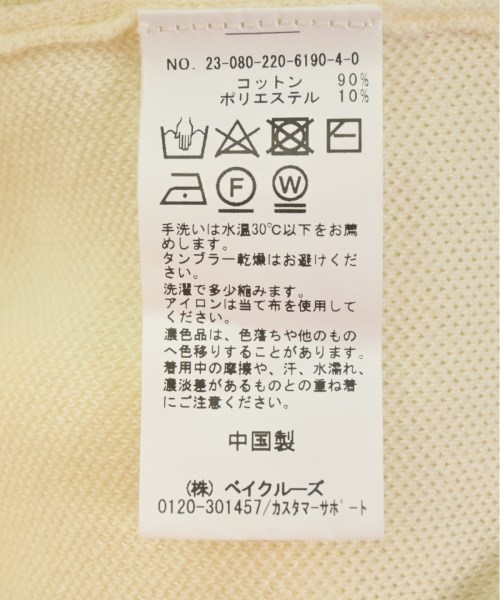 NO. 23-080-220-6190-4-0
コットン 90%
ポリエステル 10%
F W
手洗いは水温30℃以下をお薦
めします。
タンブラー乾燥はお避けくだ
さい。
洗濯で多少縮みます。
アイロンは当て布を使用して
ください。
濃色品は、色落ちや他のもの
へ色移りすることがあります。
着用中の摩擦や、汗、水濡れ、
濃淡差があるものとの重ね着
にご注意ください。
中国製
(株) ベイクルーズ
0120-301457/カスタマーサポート